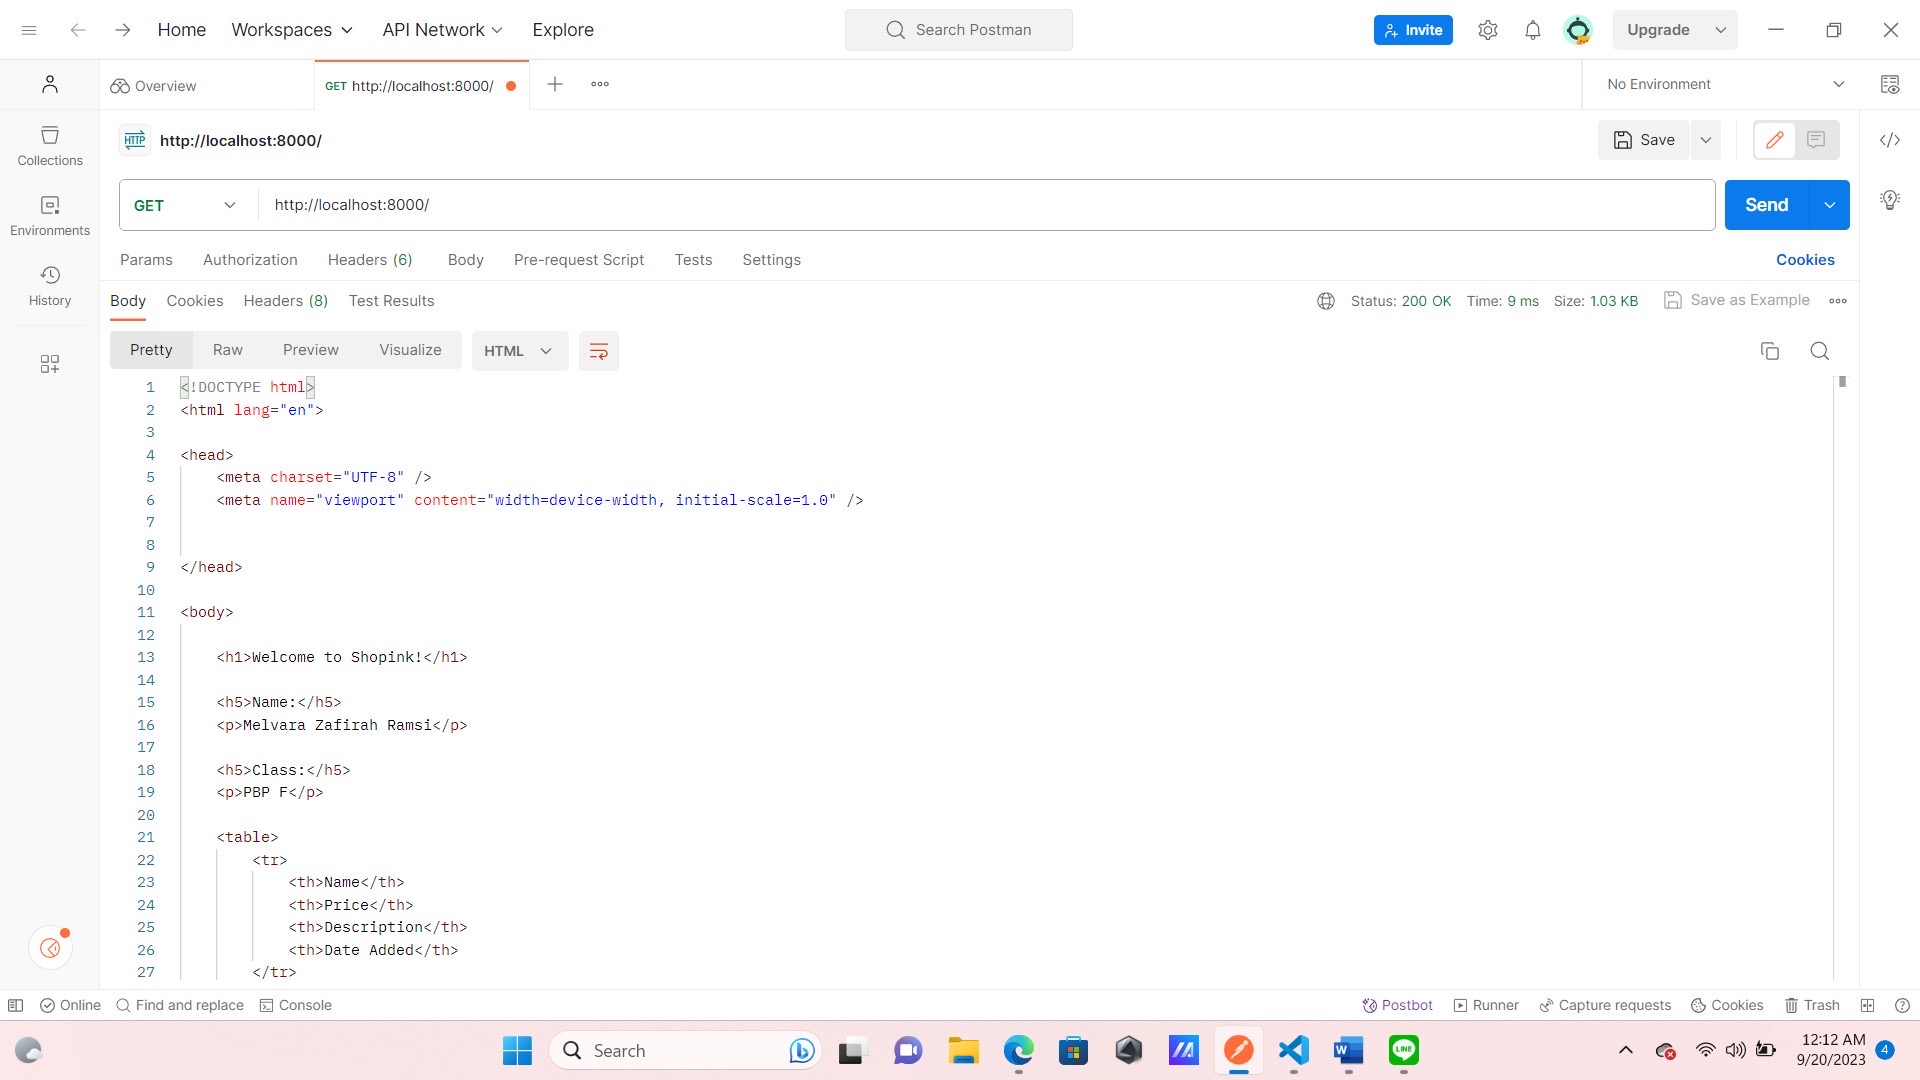 Home Workspaces API Network Explore Search Postman Invite Upgrade
Overview GET http://localhost:8000/ No Environment
HTTP http://localhost:8000/ Save
GET http://localhost:8000/ Send
Params Authorization Headers (6) Body Pre-request Script Tests Settings Cookies
Body Cookies Headers (8) Test Results Status: 200 OK Time: 9 ms Size: 1.03 KB Save as Example
Pretty Raw Preview Visualize HTML
Collections
Environments
History
1 <!DOCTYPE html>
2 <html lang="en">
3
4 <head>
5 <meta charset="UTF-8" />
6 <meta name="viewport" content="width=device-width, initial-scale=1.0" />
7
8
9 </head>
10
11 <body>
12
13 <h1>Welcome to Shopink!</h1>
14
15 <h5>Name:</h5>
16 <p>Melvara Zafirah Ramsi</p>
17
18 <h5>Class:</h5>
19 <p>PBP F</p>
20
21 <table>
22 <tr>
23 <th>Name</th>
24 <th>Price</th>
25 <th>Description</th>
26 <th>Date Added</th>
27 </tr>
Online Find and replace Console Postbot Runner Capture requests Cookies Trash
Search W LINE 12:12 AM 4
9/20/2023